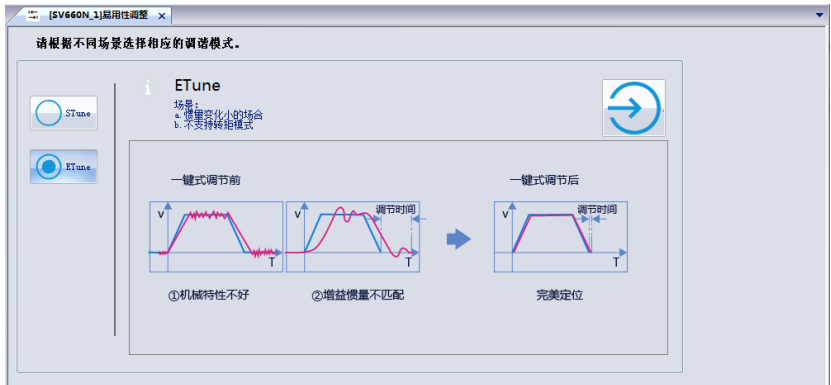 [SV660N_1]易用性调整 x
请根据不同场景选择相应的调谐模式。
STune
ETune
i
ETune
场景：
a. 惯量变化小的场合
b. 不支持转矩模式
一键式调节前
一键式调节后
V
T
V
调节时间
T
V
调节时间
T
①机械特性不好
②增益惯量不匹配
完美定位